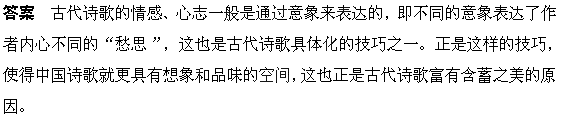 答案　古代诗歌的情感、心志一般是通过意象来表达的，即不同的意象表达了作
者内心不同的“愁思”，这也是古代诗歌具体化的技巧之一。正是这样的技巧，
使得中国诗歌就更具有想象和品味的空间，这也正是古代诗歌富有含蓄之美的原
因。